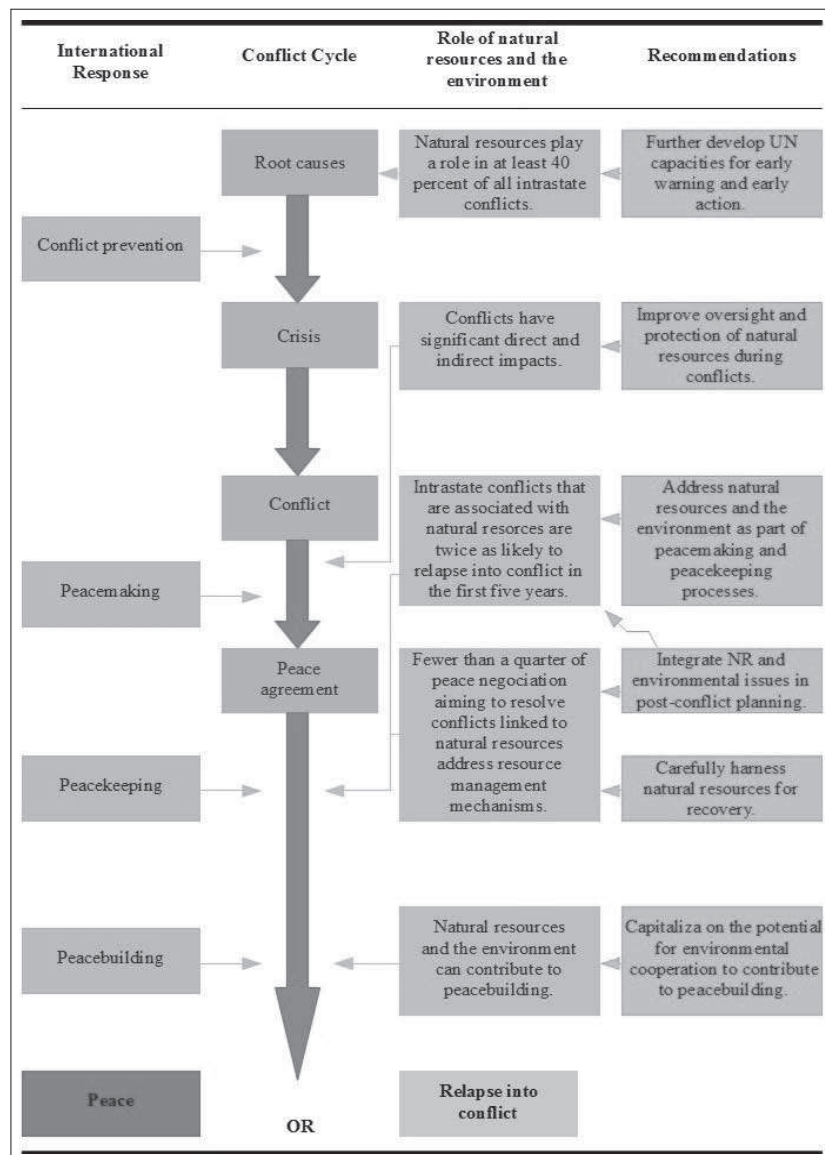 International
Response
Conflict Cycle
Role of natural
resources and the
environment
Recommendations
Root causes
Natural resources play
a role in at least 40
percent of all intrastate
conflicts.
Further develop UN
capacities for early
warning and early
action.
Conflict prevention
Crisis
Conflicts have
significant direct and
indirect impacts.
Improve oversight and
protection of natural
resources during
conflicts.
Conflict
Intrastate conflicts that
are associated with
natural resorces are
twice as likely to
relapse into conflict in
the first five years.
Address natural
resources and the
environment as part of
peacemaking and
peacekeeping
processes.
Peacemaking
Peace
agreement
Fewer than a quarter of
peace negociation
aiming to resolve
conflicts linked to
natural resources
address resource
management
mechanisms.
Integrate NR and
environmental issues in
post-conflict planning.
Peacekeeping
Carefully harness
natural resources for
recovery.
Peacebuilding
Natural resources
and the environment
can contribute to
peacebuilding.
Capitaliza on the potential
for environmental
cooperation to contribute
to peacebuilding.
Peace
OR
Relapse into
conflict